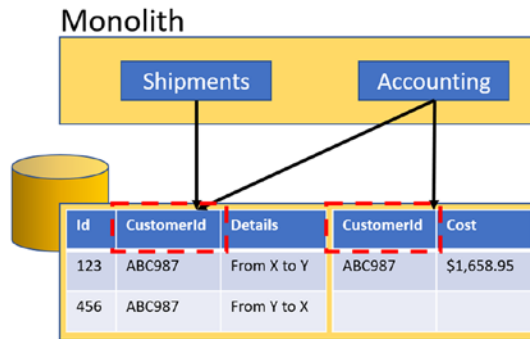 Monolith
Shipments Accounting
Id CustomerId Details CustomerId Cost
123 ABC987 From X to Y ABC987 $1,658.95
456 ABC987 From Y to X